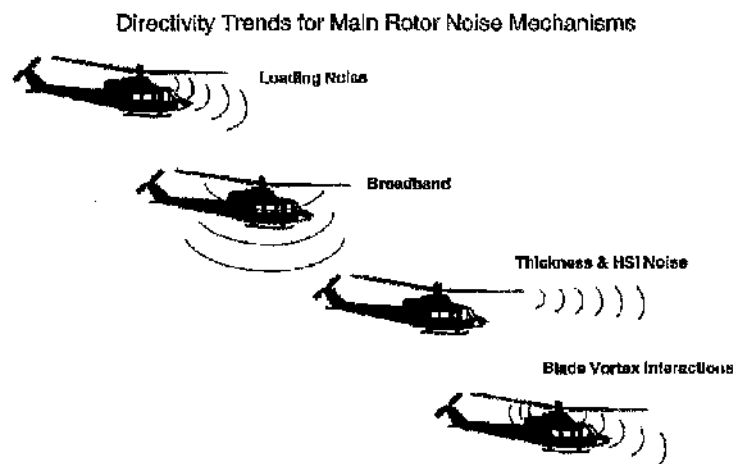 Directivity Trends for Main Rotor Noise Mechanisms
Loading Noise
Broadband
Thickness & HSI Noise
Blade Vortex Interactions